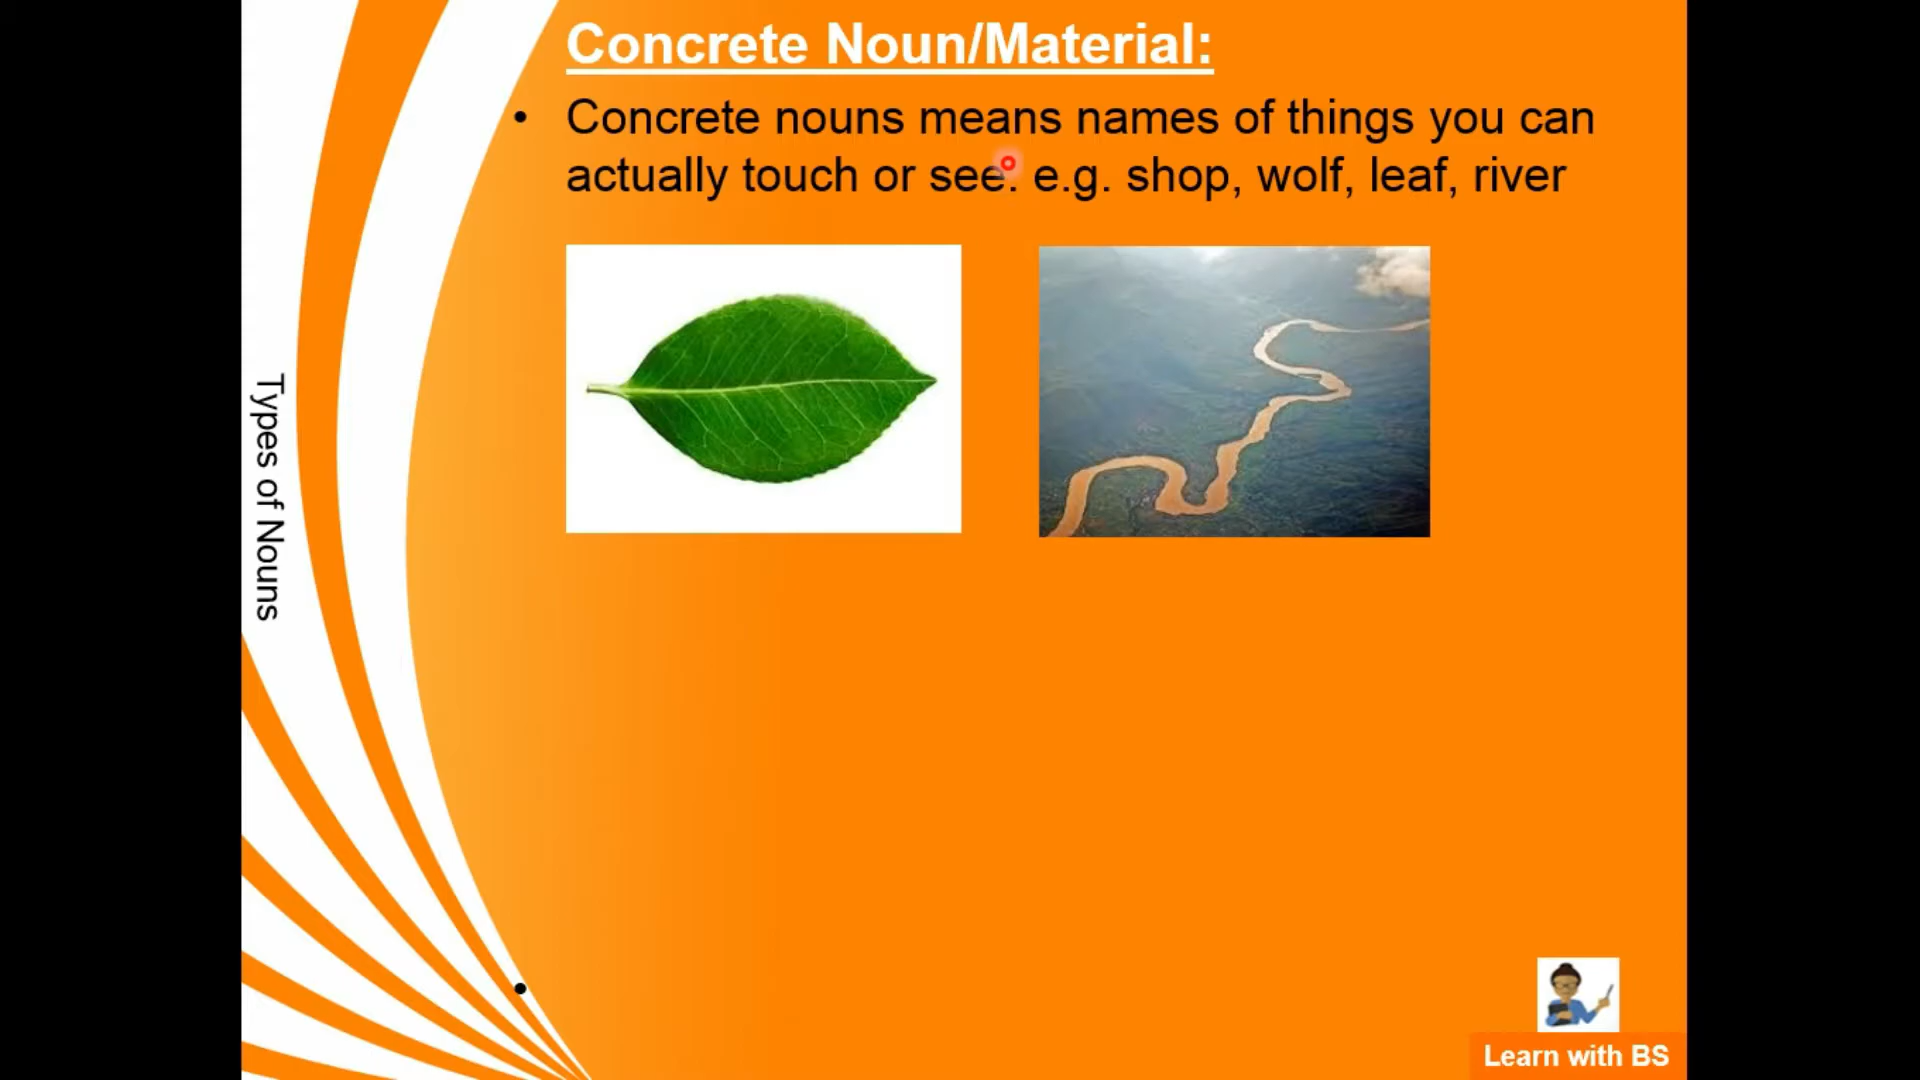 Concrete Noun/Material:
• Concrete nouns means names of things you can
actually touch or see. e.g. shop, wolf, leaf, river
Types of Nouns
•
Learn with BS